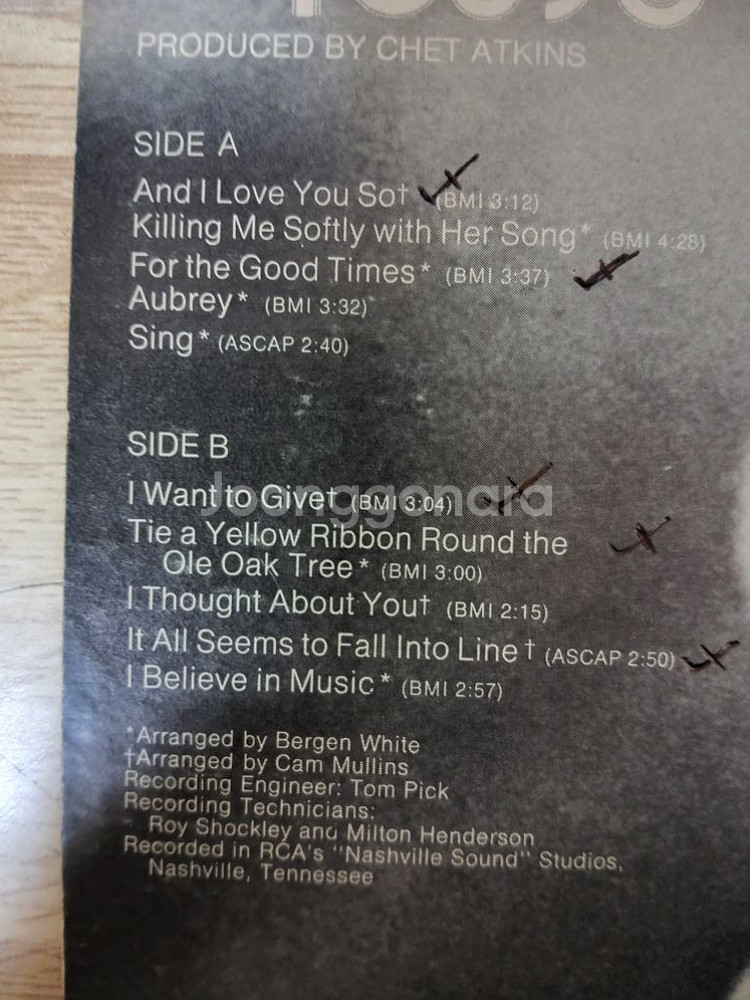 PRODUCED BY CHET ATKINS
SIDE A
And I Love You So† (BMI 3:12)
Killing Me Softly with Her Song* (BMI 4:28)
For the Good Times* (BMI 3:37)
Aubrey* (BMI 3:32)
Sing* (ASCAP 2:40)
SIDE B
I Want to Give† (BMI 3:04)
Joonggonara
Tie a Yellow Ribbon Round the
Ole Oak Tree* (BMI 3:00)
I Thought About You† (BMI 2:15)
It All Seems to Fall Into Line† (ASCAP 2:50)
I Believe in Music* (BMI 2:57)
*Arranged by Bergen White
†Arranged by Cam Mullins
Recording Engineer: Tom Pick
Recording Technicians:
Roy Shockley and Milton Henderson
Recorded in RCA's "Nashville Sound" Studios,
Nashville, Tennessee